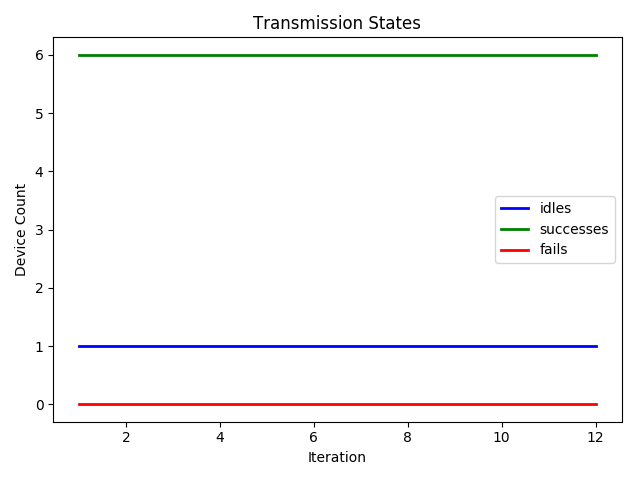 Transmission States
6
5
4
3
2
1
0
Device Count
idles
successes
fails
2 4 6 8 10 12
Iteration